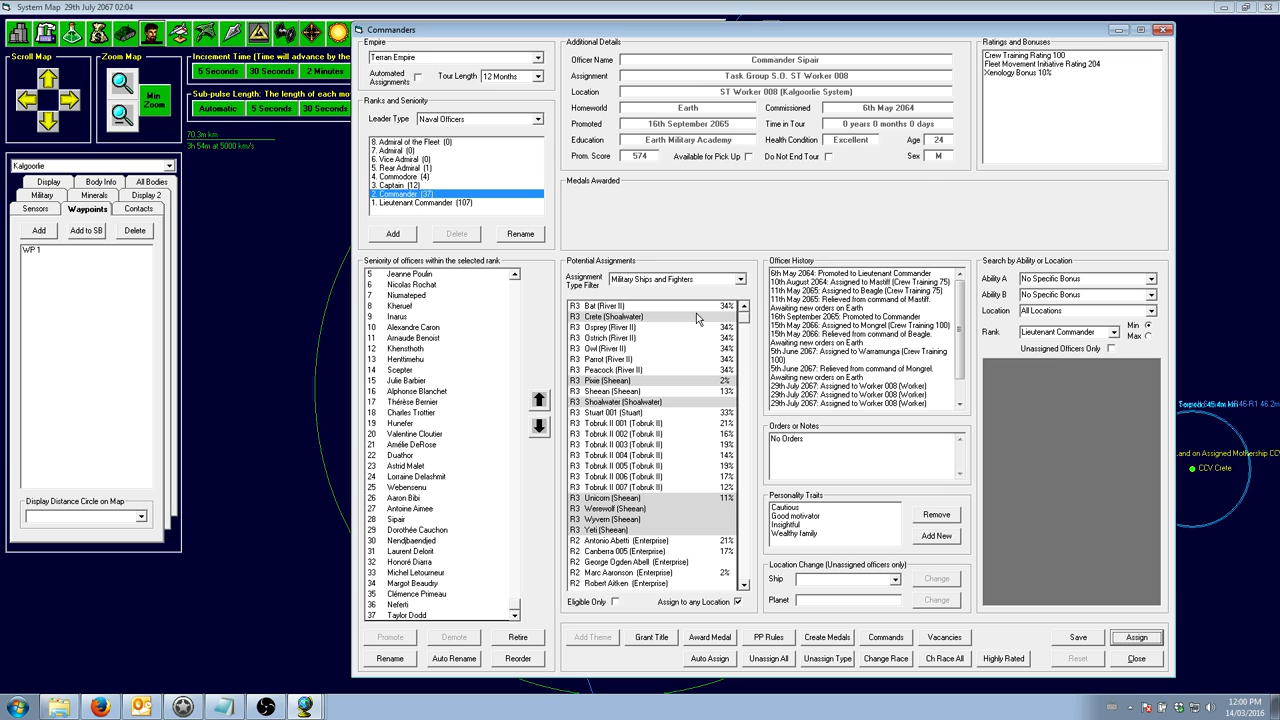 System Map 29th July 2067 02:04
Scroll Map
Zoom Map
Min
Zoom
Increment Time (Time will advance by the
5 Seconds
30 Seconds
2 Minutes
Sub-pulse Length: The length of each mo
Automatic
5 Seconds
30 Seconds
70.3m km
3h 54m at 5000 km/s
Kalgoorlie
Display
Body Info
All Bodies
Military
Minerals
Display 2
Sensors
Waypoints
Contacts
Add
Add to SB
Delete
WP 1
Display Distance Circle on Map
Commanders
Empire
Terran Empire
Automated
Assignments
Tour Length
12 Months
Ranks and Seniority
Leader Type
Naval Officers
8. Admiral of the Fleet (0)
7. Admiral (0)
6. Vice Admiral (0)
5. Rear Admiral (1)
4. Commodore (4)
3. Captain (12)
2. Commander (37)
1. Lieutenant Commander (107)
Add
Delete
Rename
Additional Details
Officer Name
Commander Sipair
Assignment
Task Group S.O. ST Worker 008
Location
ST Worker 008 (Kalgoorlie System)
Homeworld
Earth
Commissioned
6th May 2064
Promoted
16th September 2065
Time in Tour
0 years 0 months 0 days
Education
Earth Military Academy
Health Condition
Excellent
Age
24
Prom. Score
574
Available for Pick Up
Do Not End Tour
Sex
M
Ratings and Bonuses
Crew Training Rating 100
Fleet Movement Initiative Rating 204
Xenology Bonus 10%
Medals Awarded
Seniority of officers within the selected rank
5 Jeanne Poulin
6 Nicolas Rochat
7 Niumateped
8 Kheruef
9 Inarus
10 Alexandre Caron
11 Arnaude Benoist
12 Khensthoth
13 Henttimehu
14 Scepter
15 Julie Barbier
16 Alphonse Blanchet
17 Thérèse Bernier
18 Charles Trottier
19 Hunefer
20 Valentine Cloutier
21 Amélie DeRose
22 Duathor
23 Astrid Malet
24 Lorraine Delashmit
25 Webensenu
26 Aaron Bibi
27 Antoine Aimee
28 Sipair
29 Dorothée Cauchon
30 Nendjbaendjed
31 Laurent Delorit
32 Honoré Diarra
33 Michel Letourneur
34 Margot Beaudry
35 Clémence Primeau
36 Neferti
37 Taylor Dodd
Promote
Demote
Retire
Rename
Auto Rename
Reorder
Potential Assignments
Assignment
Type Filter
Military Ships and Fighters
R3 Bat (River II) 34%
R3 Crete (Shoalwater)
R3 Osprey (River II) 34%
R3 Ostrich (River II) 34%
R3 Owl (River II) 34%
R3 Parrot (River II) 34%
R3 Peacock (River II) 34%
R3 Pixie (Sheean) 2%
R3 Sheean (Sheean) 13%
R3 Shoalwater (Shoalwater)
R3 Stuart 001 (Stuart) 33%
R3 Tobruk II 001 (Tobruk II) 21%
R3 Tobruk II 002 (Tobruk II) 16%
R3 Tobruk II 003 (Tobruk II) 19%
R3 Tobruk II 004 (Tobruk II) 14%
R3 Tobruk II 005 (Tobruk II) 19%
R3 Tobruk II 006 (Tobruk II) 17%
R3 Tobruk II 007 (Tobruk II) 12%
R3 Unicorn (Sheean) 11%
R3 Werewolf (Sheean)
R3 Wyvern (Sheean)
R3 Yeti (Sheean)
R2 Antonio Abetti (Enterprise) 21%
R2 Canberra 005 (Enterprise) 17%
R2 George Ogden Abell (Enterprise)
R2 Marc Aaronson (Enterprise) 2%
R2 Robert Aitken (Enterprise)
Eligible Only
Assign to any Location
Officer History
6th May 2064: Promoted to Lieutenant
Commander
10th August 2064: Assigned to Mastiff (Crew Training 75)
11th May 2065: Assigned to Beagle (Crew Training 75)
11th May 2065: Relieved from command of Mastiff.
Awaiting new orders on Earth
16th September 2065: Promoted to Commander
15th May 2066: Assigned to Mongrel (Crew Training 100)
15th May 2066: Relieved from command of Beagle.
Awaiting new orders on Earth
5th June 2067: Assigned to Warramunga (Crew Training
100)
5th June 2067: Relieved from command of Mongrel.
Awaiting new orders on Earth
29th July 2067: Assigned to Worker 008 (Worker)
29th July 2067: Assigned to Worker 008 (Worker)
29th July 2067: Assigned to Worker 008 (Worker)
Orders or Notes
No Orders
Personality Traits
Cautious
Good motivator
Insightful
Wealthy family
Remove
Add New
Location Change (Unassigned officers only)
Ship
Change
Planet
Change
Search by Ability or Location
Ability A
No Specific Bonus
Ability B
No Specific Bonus
Location
All Locations
Rank
Lieutenant Commander
Min
Max
Unassigned Officers Only
Add Theme
Grant Title
Award Medal
PP Rules
Create Medals
Commands
Vacancies
Save
Assign
Auto Assign
Unassign All
Unassign Type
Change Race
Ch Race All
Highly Rated
Reset
Close
and on Assigned Mothership CCV
CCV Crete
12:00 PM
14/03/2016